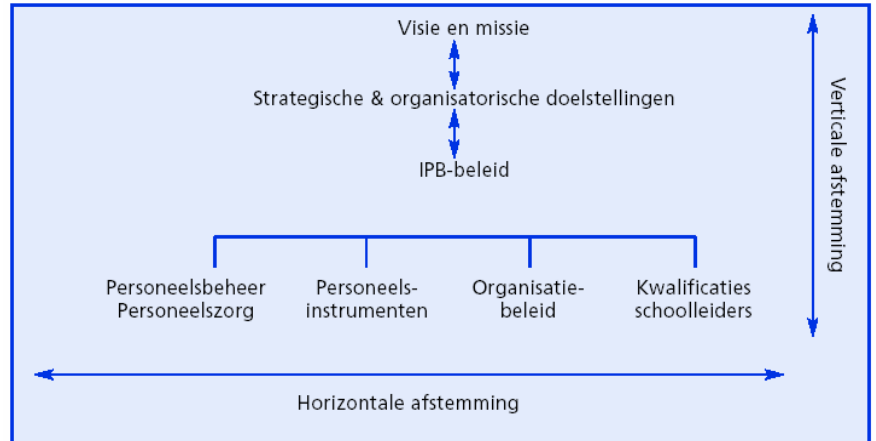 Visie en missie
Strategische & organisatorische doelstellingen
IPB-beleid
Personeelsbeheer
Personeelszorg
Personeels-
instrumenten
Organisatie-
beleid
Kwalificaties
schoolleiders
Horizontale afstemming
Verticale afstemming